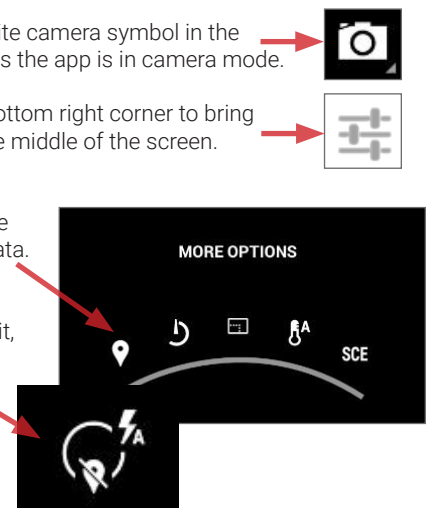 ite camera symbol in the
s the app is in camera mode.
ottom right corner to bring
e middle of the screen.
e
ata.
MORE OPTIONS
it,
A
SCE
A